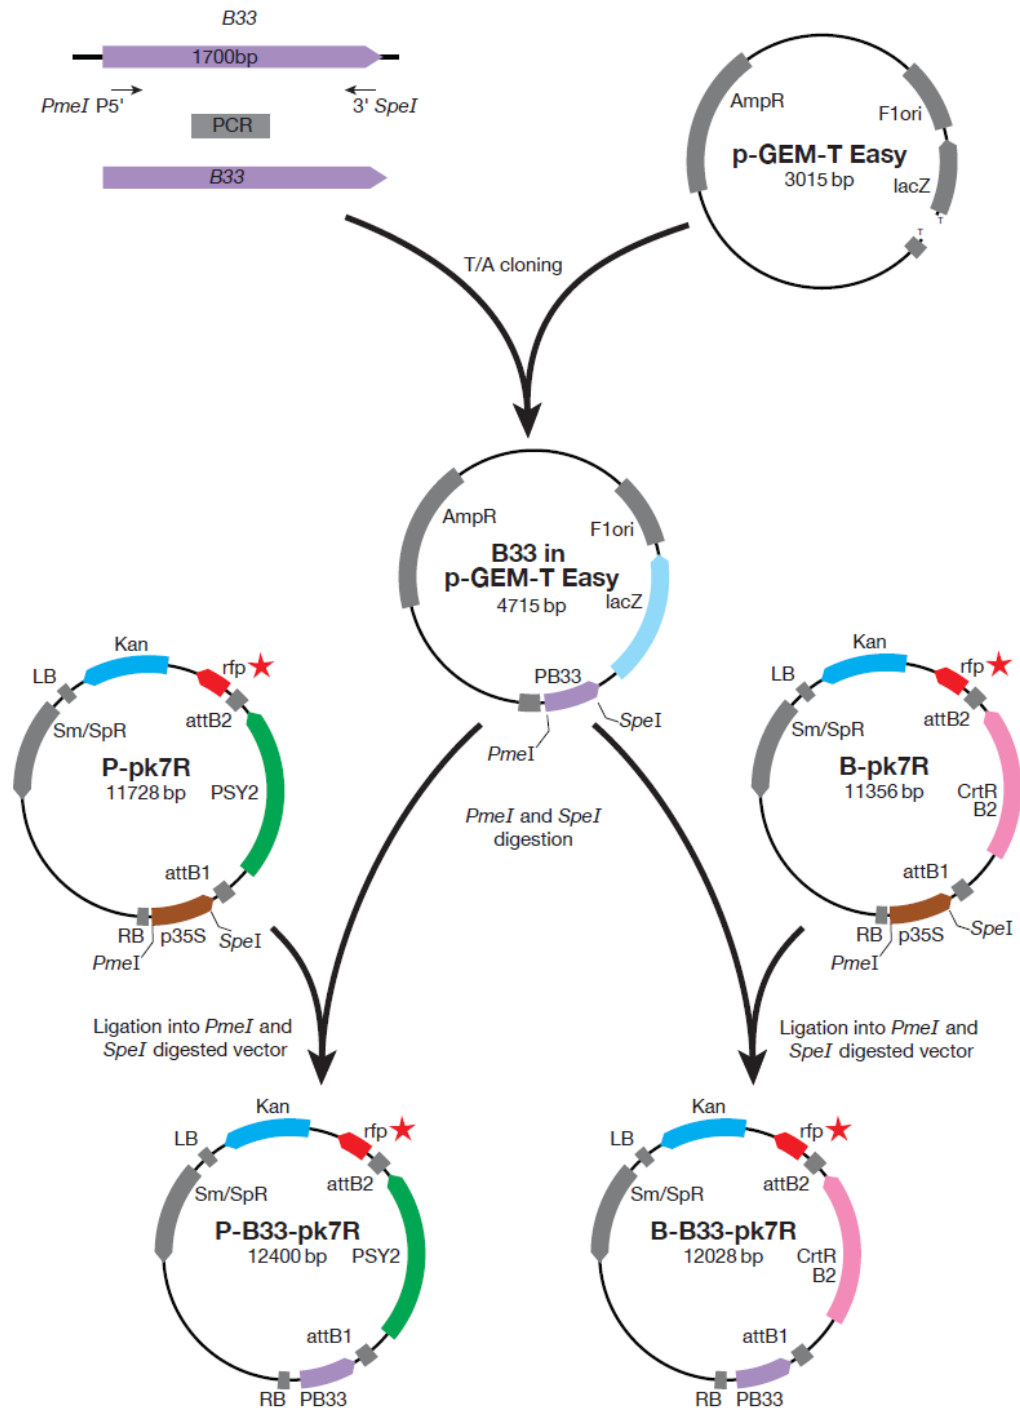 B33
1700bp
PmeI P5'
3' SpeI
PCR
B33
AmpR
F1ori
p-GEM-T Easy
3015 bp
lacZ
T
T
T/A cloning
AmpR
F1ori
B33 in
p-GEM-T Easy
4715 bp
lacZ
PB33
SpeI
PmeI
Kan
LB
rfp
attB2
Sm/SpR
P-pk7R
11728 bp
PSY2
attB1
RB
p35S
SpeI
PmeI
PmeI and SpeI
digestion
Kan
LB
rfp
attB2
Sm/SpR
B-pk7R
11356 bp
CrtR
B2
attB1
RB
p35S
SpeI
PmeI
Ligation into PmeI and
SpeI digested vector
Ligation into PmeI and
SpeI digested vector
Kan
LB
rfp
attB2
Sm/SpR
P-B33-pk7R
12400 bp
PSY2
attB1
RB
PB33
Kan
LB
rfp
attB2
Sm/SpR
B-B33-pk7R
12028 bp
CrtR
B2
attB1
RB
PB33